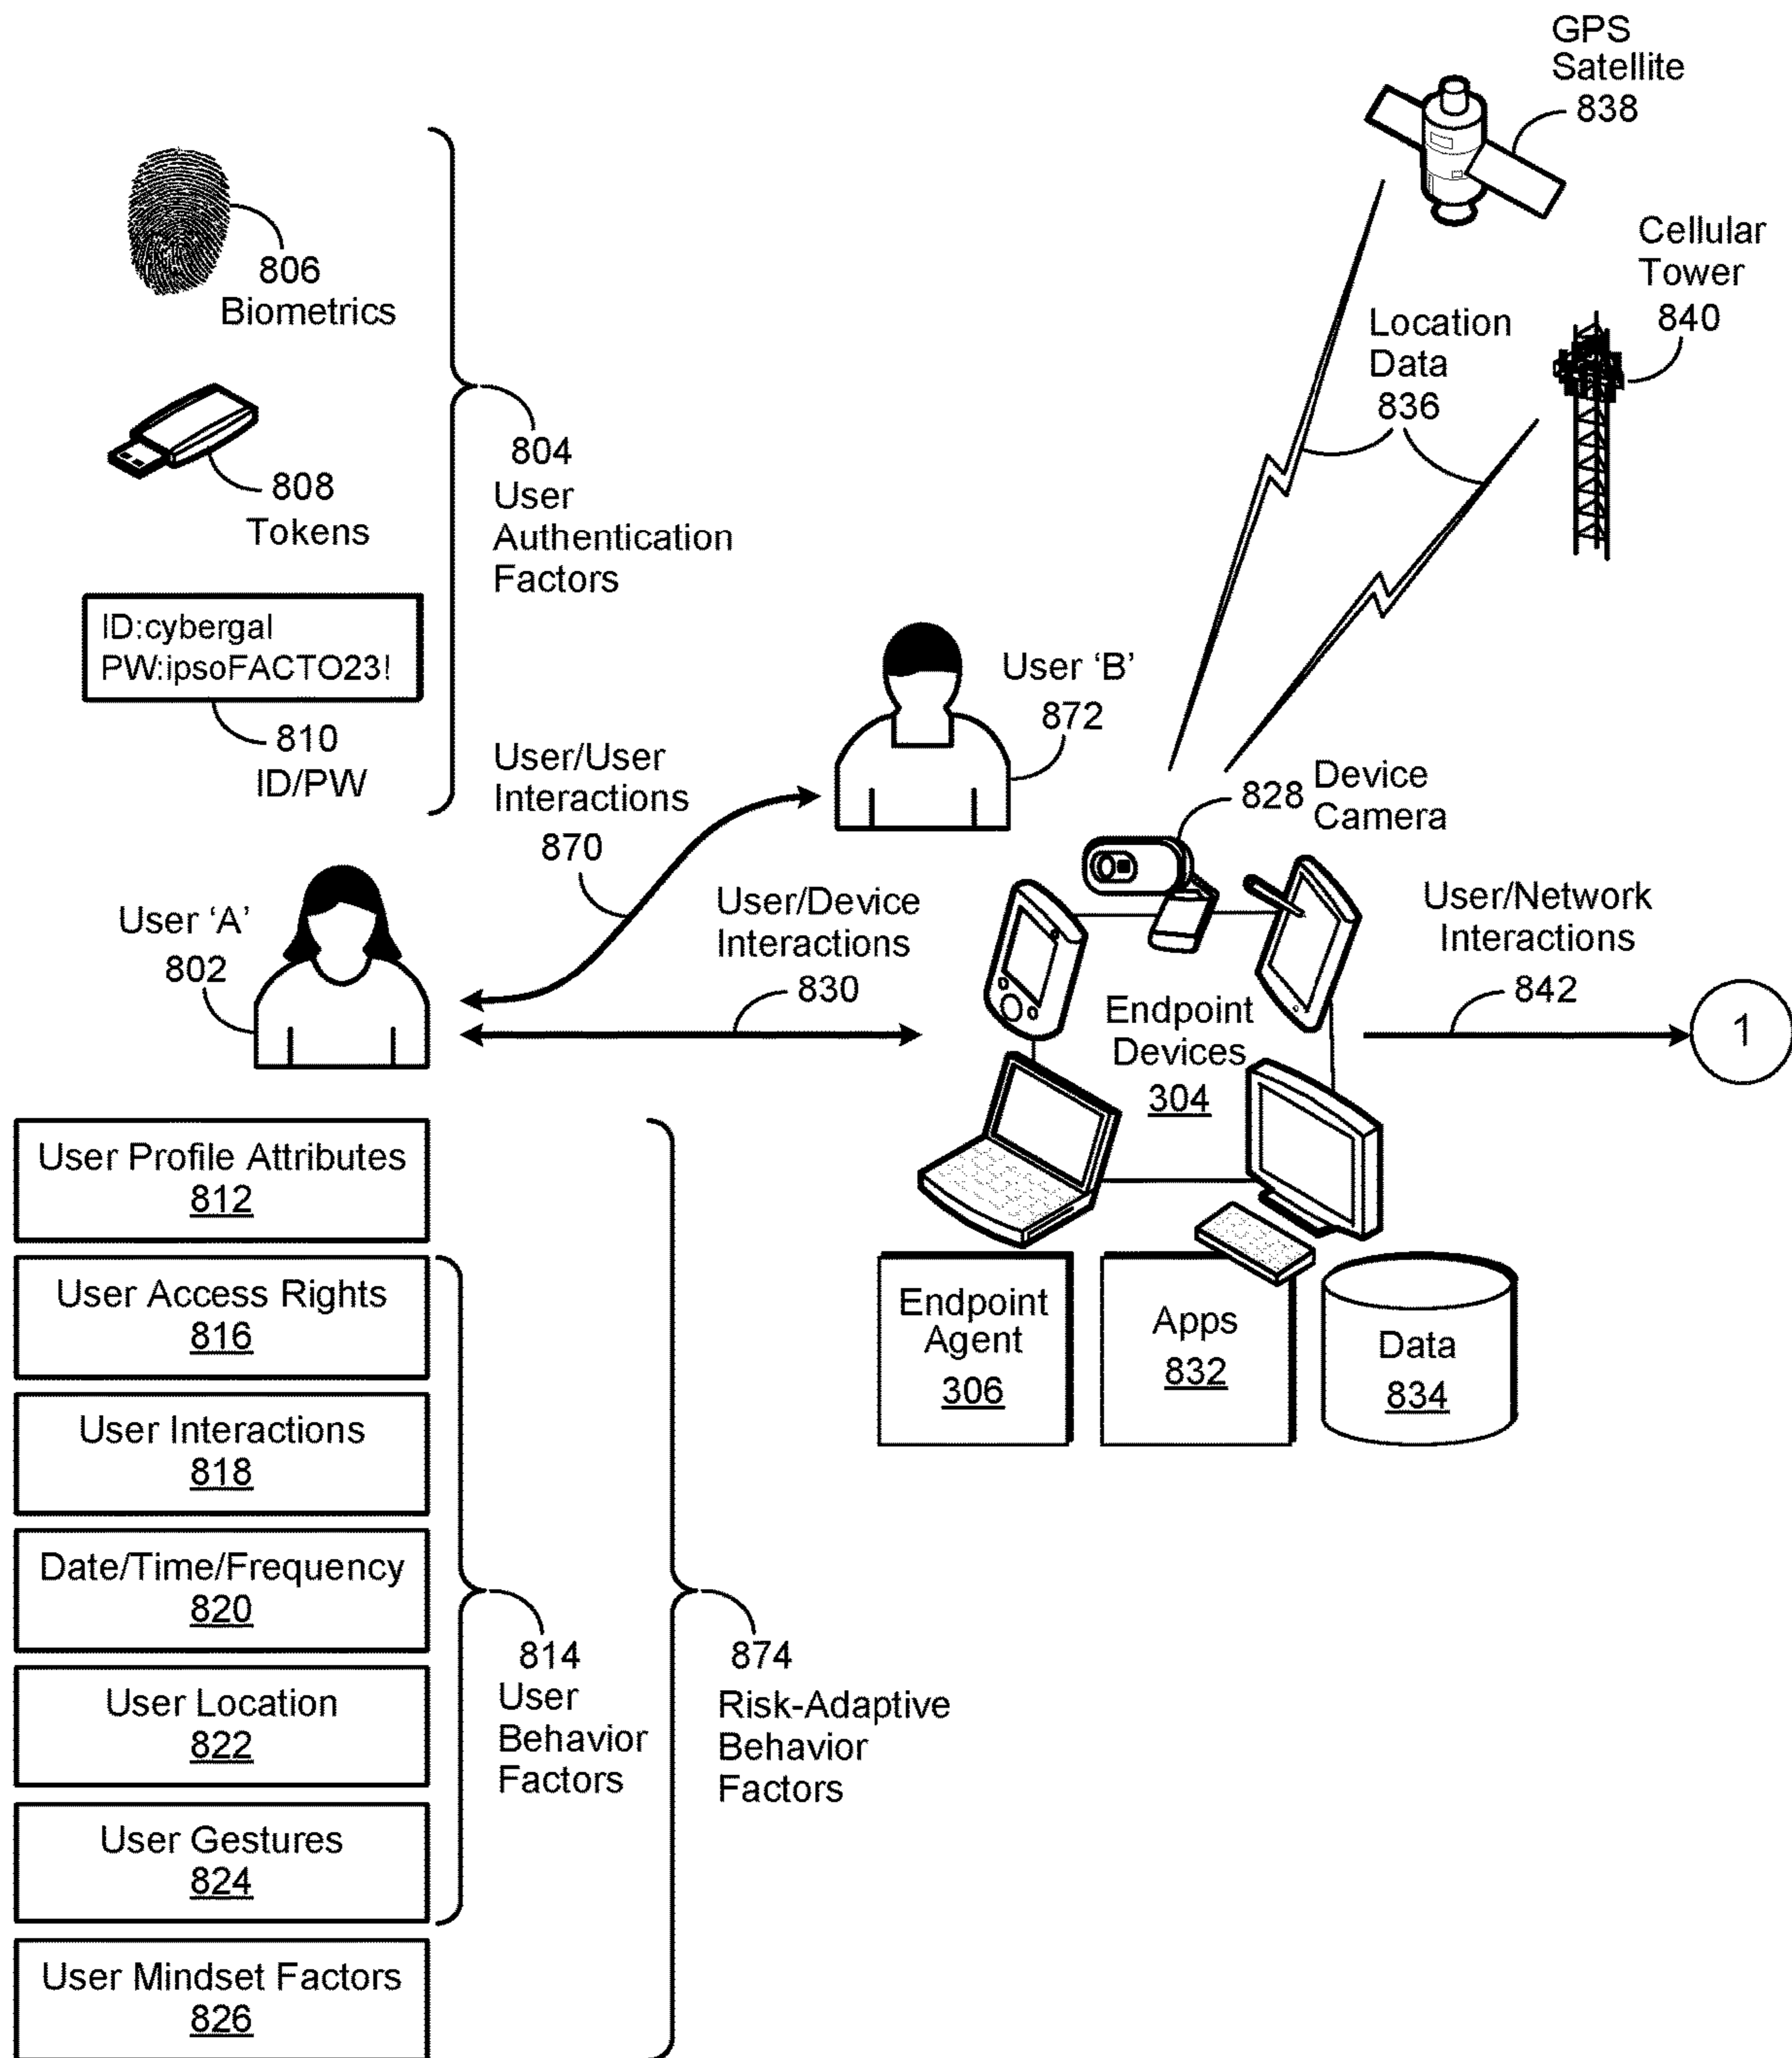 GPS
Satellite
838
Cellular
Tower
840
Location
Data
836
806
Biometrics
808
Tokens
ID:cybergal
PW:ipsoFACTO23!
810
ID/PW
804
User
Authentication
Factors
User 'B'
872
User/User
Interactions
870
828 Device
Camera
User 'A'
802
User/Device
Interactions
830
User/Network
Interactions
842
1
Endpoint
Devices
304
Endpoint
Agent
306
Apps
832
Data
834
User Profile Attributes
812
User Access Rights
816
User Interactions
818
Date/Time/Frequency
820
User Location
822
User Gestures
824
User Mindset Factors
826
814
User
Behavior
Factors
874
Risk-Adaptive
Behavior
Factors